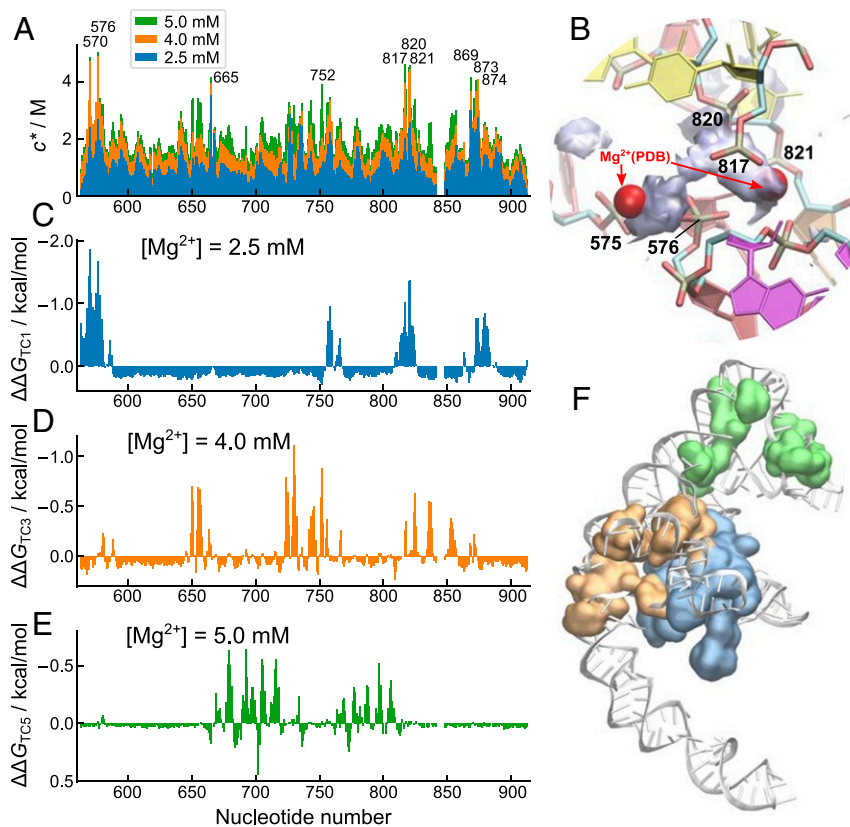 A
5.0 mM
4.0 mM
2.5 mM
576
570
665
752
820
817 821
869
873
874
c* / M
4
2
0
600 650 700 750 800 850 900
B
820
817
821
Mg²⁺(PDB)
575
576
C
[Mg²⁺] = 2.5 mM
ΔΔG_TC1 / kcal/mol
−2.0
−1.0
0.0
600 650 700 750 800 850 900
D
[Mg²⁺] = 4.0 mM
ΔΔG_TC3 / kcal/mol
−1.0
−0.5
0.0
600 650 700 750 800 850 900
E
[Mg²⁺] = 5.0 mM
ΔΔG_TC5 / kcal/mol
−0.5
0.0
0.5
600 650 700 750 800 850 900
Nucleotide number
F